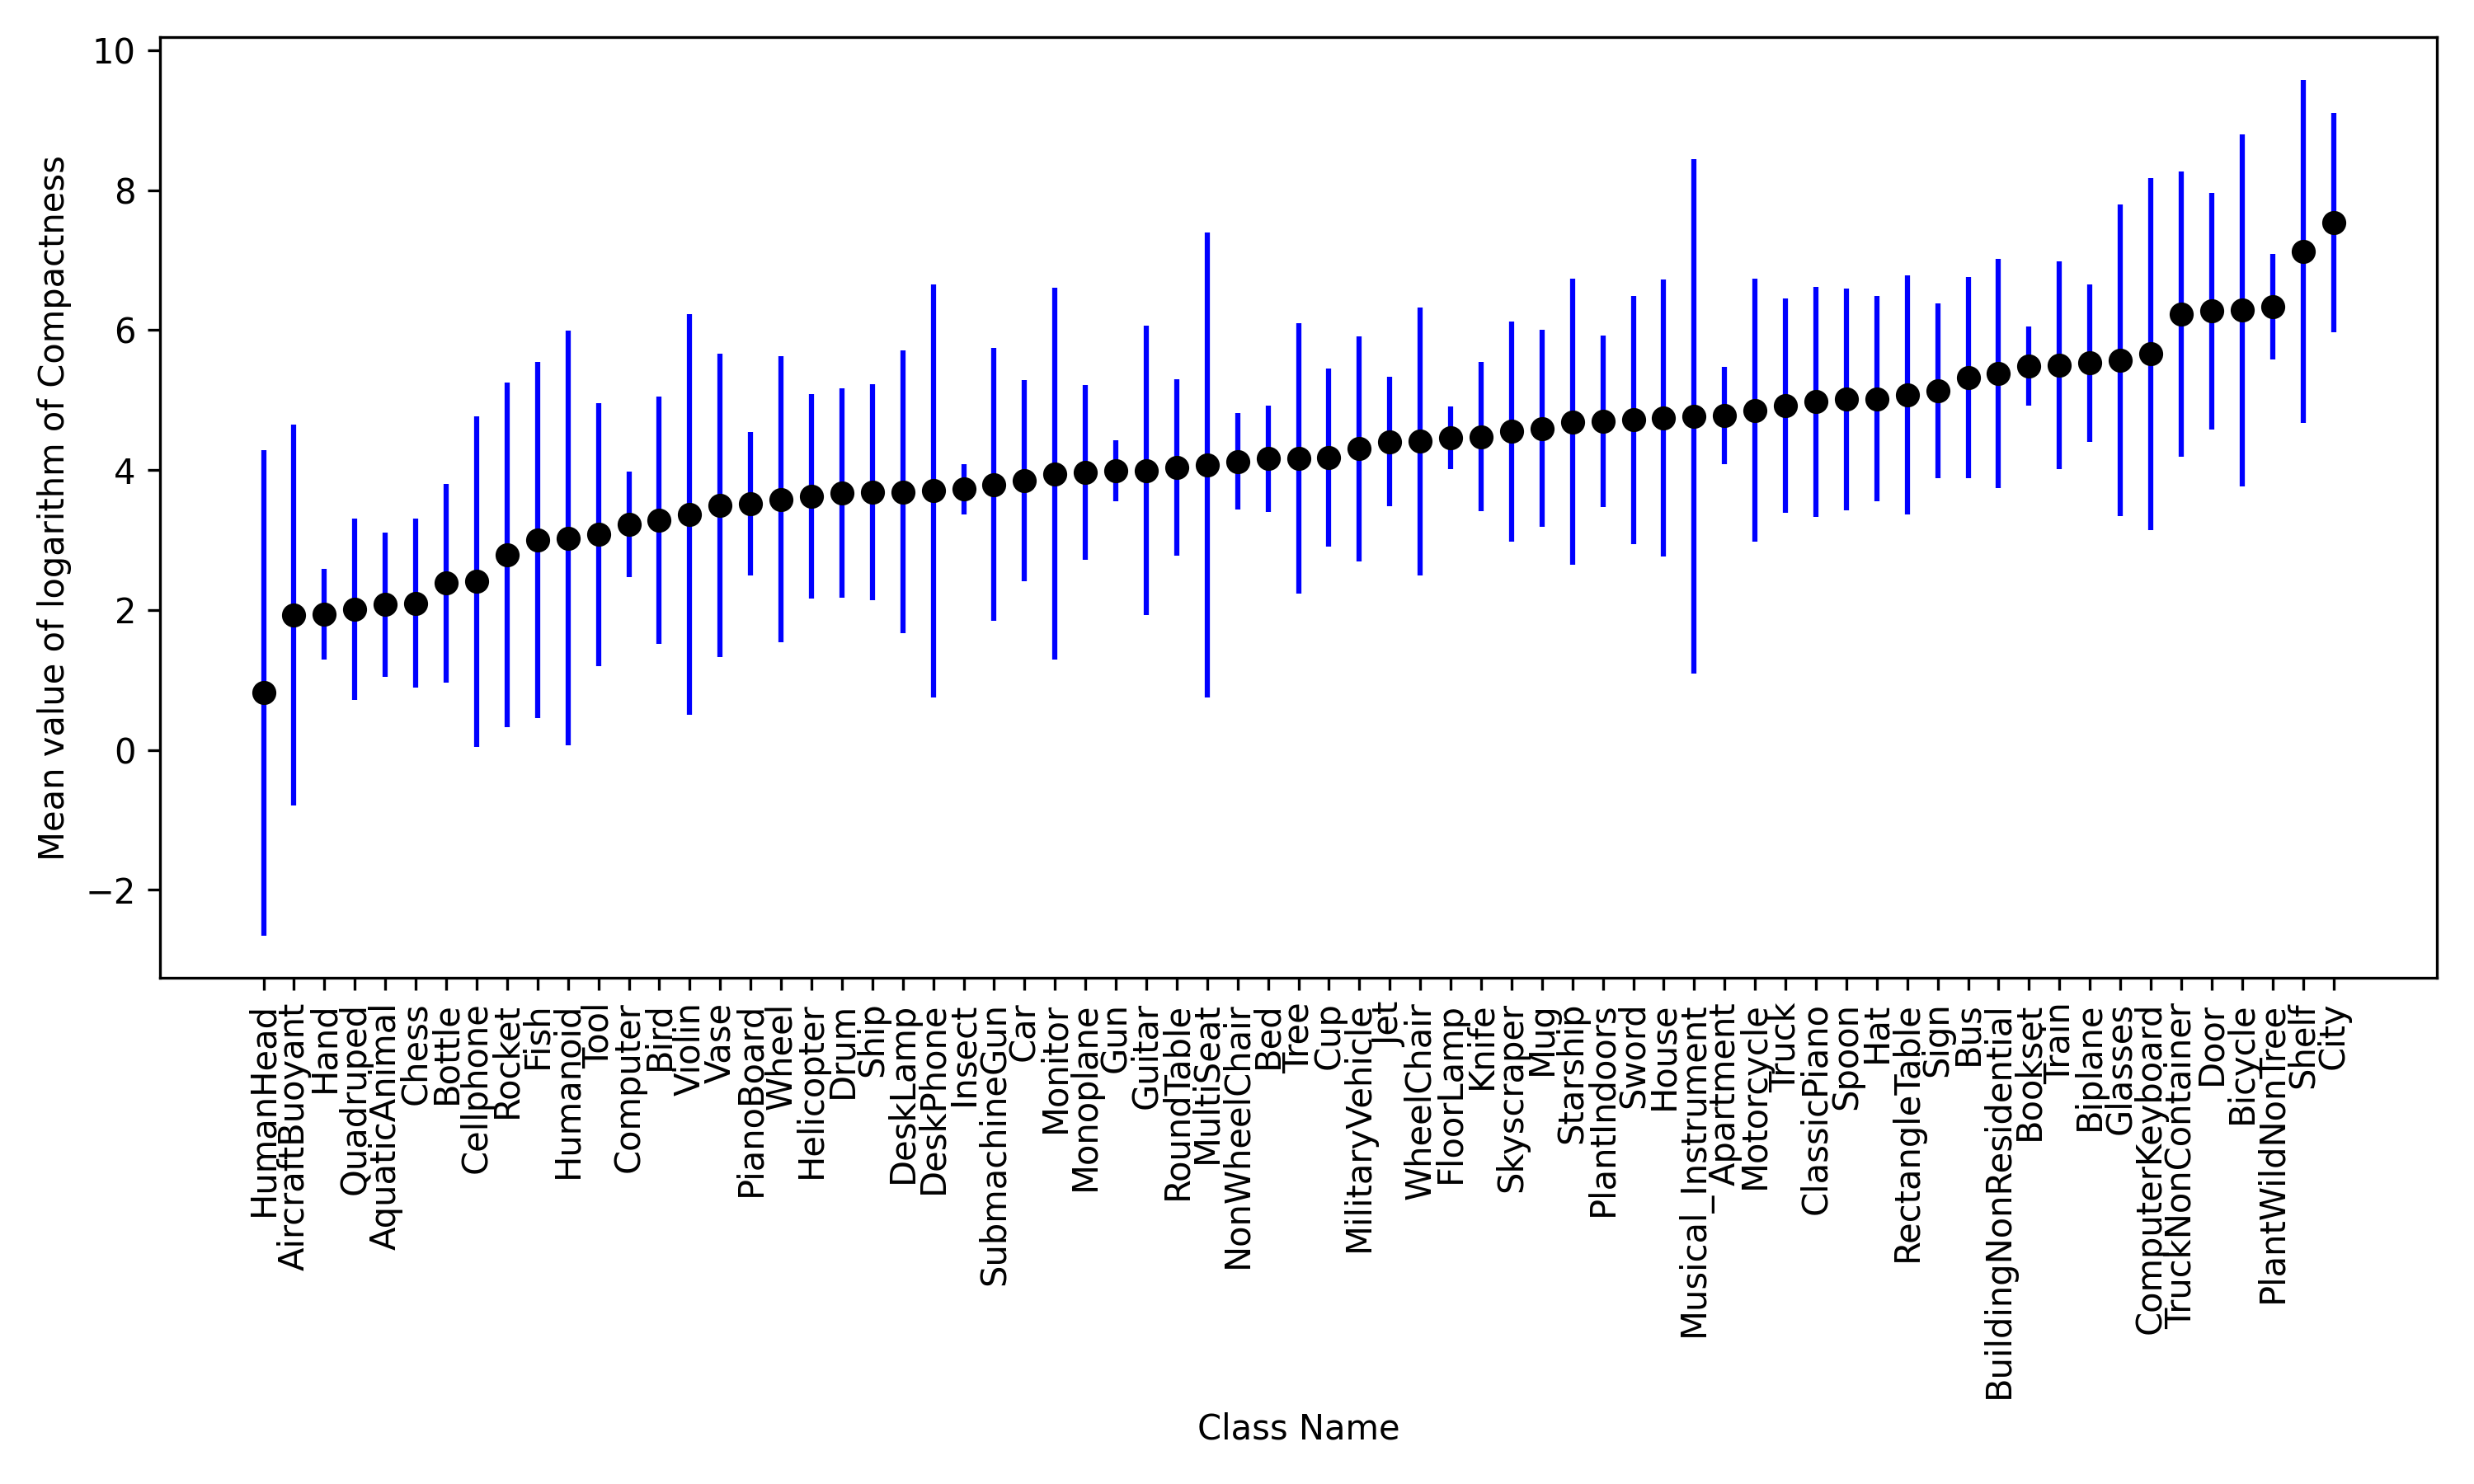 Mean value of logarithm of Compactness
10
8
6
4
2
0
−2
HumanHead
AircraftBuoyant
Hand
Quadruped
AquaticAnimal
Chess
Bottle
Cellphone
Rocket
Fish
Humanoid
Tool
Computer
Bird
Violin
Vase
PianoBoard
Wheel
Helicopter
Drum
Ship
DeskLamp
DeskPhone
Insect
SubmachineGun
Car
Monitor
Monoplane
Gun
Guitar
RoundTable
MultiSeat
NonWheelChair
Bed
Tree
Cup
MilitaryVehicle
Jet
WheelChair
FloorLamp
Knife
Skyscraper
Mug
Starship
PlantIndoors
Sword
House
Musical_Instrument
_Apartment
Motorcycle
Truck
ClassicPiano
Spoon
Hat
RectangleTable
Sign
Bus
BuildingNonResidential
Bookset
Train
Biplane
Glasses
ComputerKeyboard
TruckNonContainer
Door
Bicycle
PlantWildNonTree
Shelf
City
Class Name